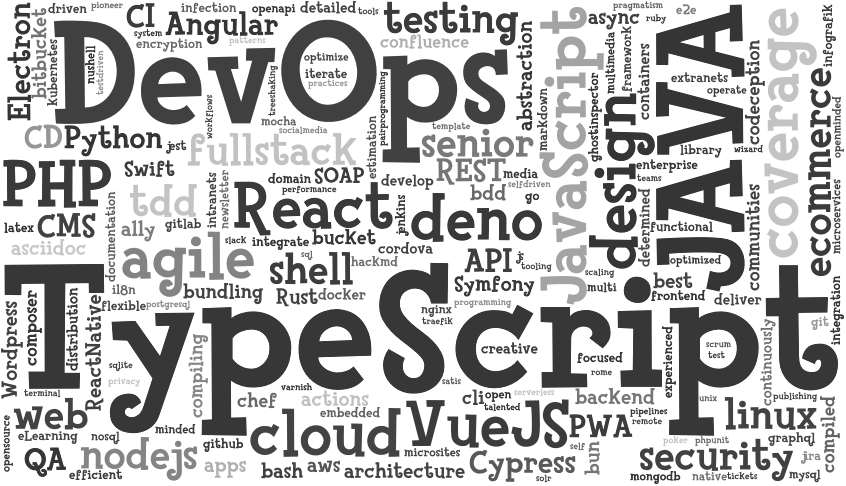 driven
pioneer
CI
infection
openapi
detailed
tools
testing
pragmatism
async
ruby
e2e
Electron
bitbucket
kubernetes
DevOps
nutshell
testdriven
system
Angular
patterns
encryption
confluence
optimize
iterate
practices
treeshaking
workflows
pairprogramming
abstraction
markdown
JavaScript
multimedia
framework
containers
ghostinspector
design
JAVA
extranets
operate
codeception
coverage
infografik
openminded
ecommerce
CD
Python
jest
mocha
socialmedia
fullstack
estimation
template
senior
library
wizard
enterprise
teams
PHP
Swift
domain
SOAP
performance
develop
REST
media
selfdriven
bdd
go
tdd
intranets
newsletter
React
jenkins
deno
determined
functional
communities
microservices
latex
CMS
ally
gitlab
documentation
asciidoc
slack
integrate
bucket
cordova
agile
sql
shell
hackmd
API
js
tooling
optimized
scaling
multi
best
frontend
deliver
il8n
bundling
Rust
docker
Symfony
programming
flexible
postgresql
TypeScript
Wordpress
composer
distribution
ReactNative
nginx
traefik
creative
focused
rome
scrum
test
experienced
continuously
git
integration
sqlite
privacy
compiling
varnish
satis
terminal
chef
actions
embedded
cli
open
talented
serverless
backend
pipelines
remote
unix
publishing
opensource
web
eLearning
nosql
minded
github
cloud
VueJS
PWA
self
poker
phpunit
linux
graphql
compiled
QA
efficient
nodejs
apps
bash
aws
microsites
architecture
Cypress
solr
bun
security
jira
mongodb
native
tickets
mysql